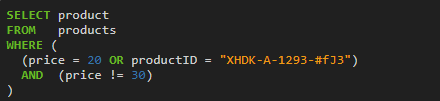 SELECT product
FROM   products
WHERE (
  (price = 20 OR productID = "XHDK-A-1293-#fJ3")
  AND  (price != 30)
)